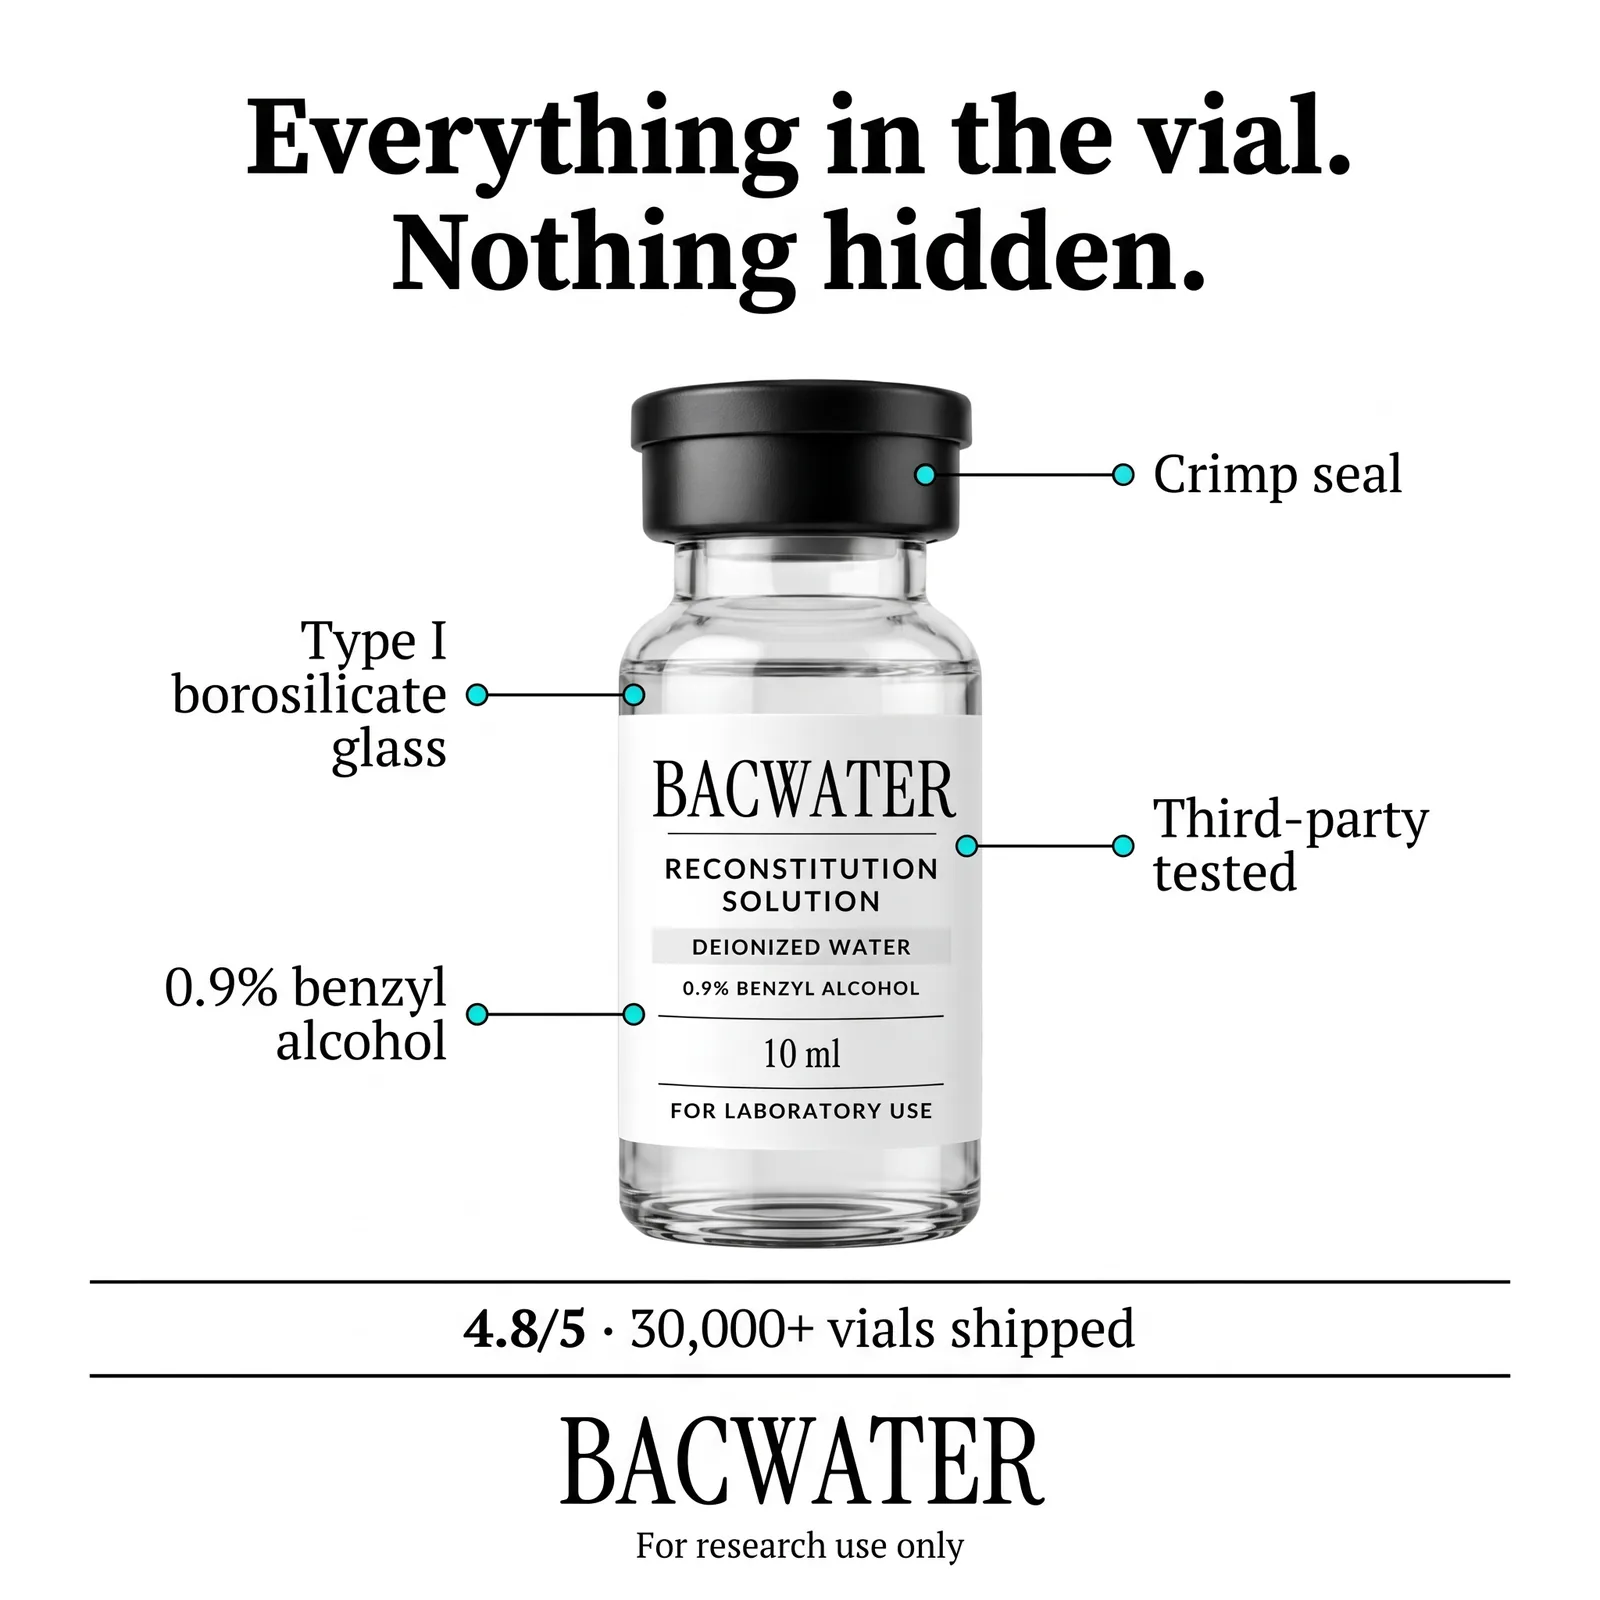 Everything in the vial.
Nothing hidden.
Crimp seal
Type I
borosilicate
glass
BACWATER
RECONSTITUTION
SOLUTION
DEIONIZED WATER
0.9% BENZYL ALCOHOL
10 ml
FOR LABORATORY USE
Third-party
tested
0.9% benzyl
alcohol
4.8/5 · 30,000+ vials shipped
BACWATER
For research use only